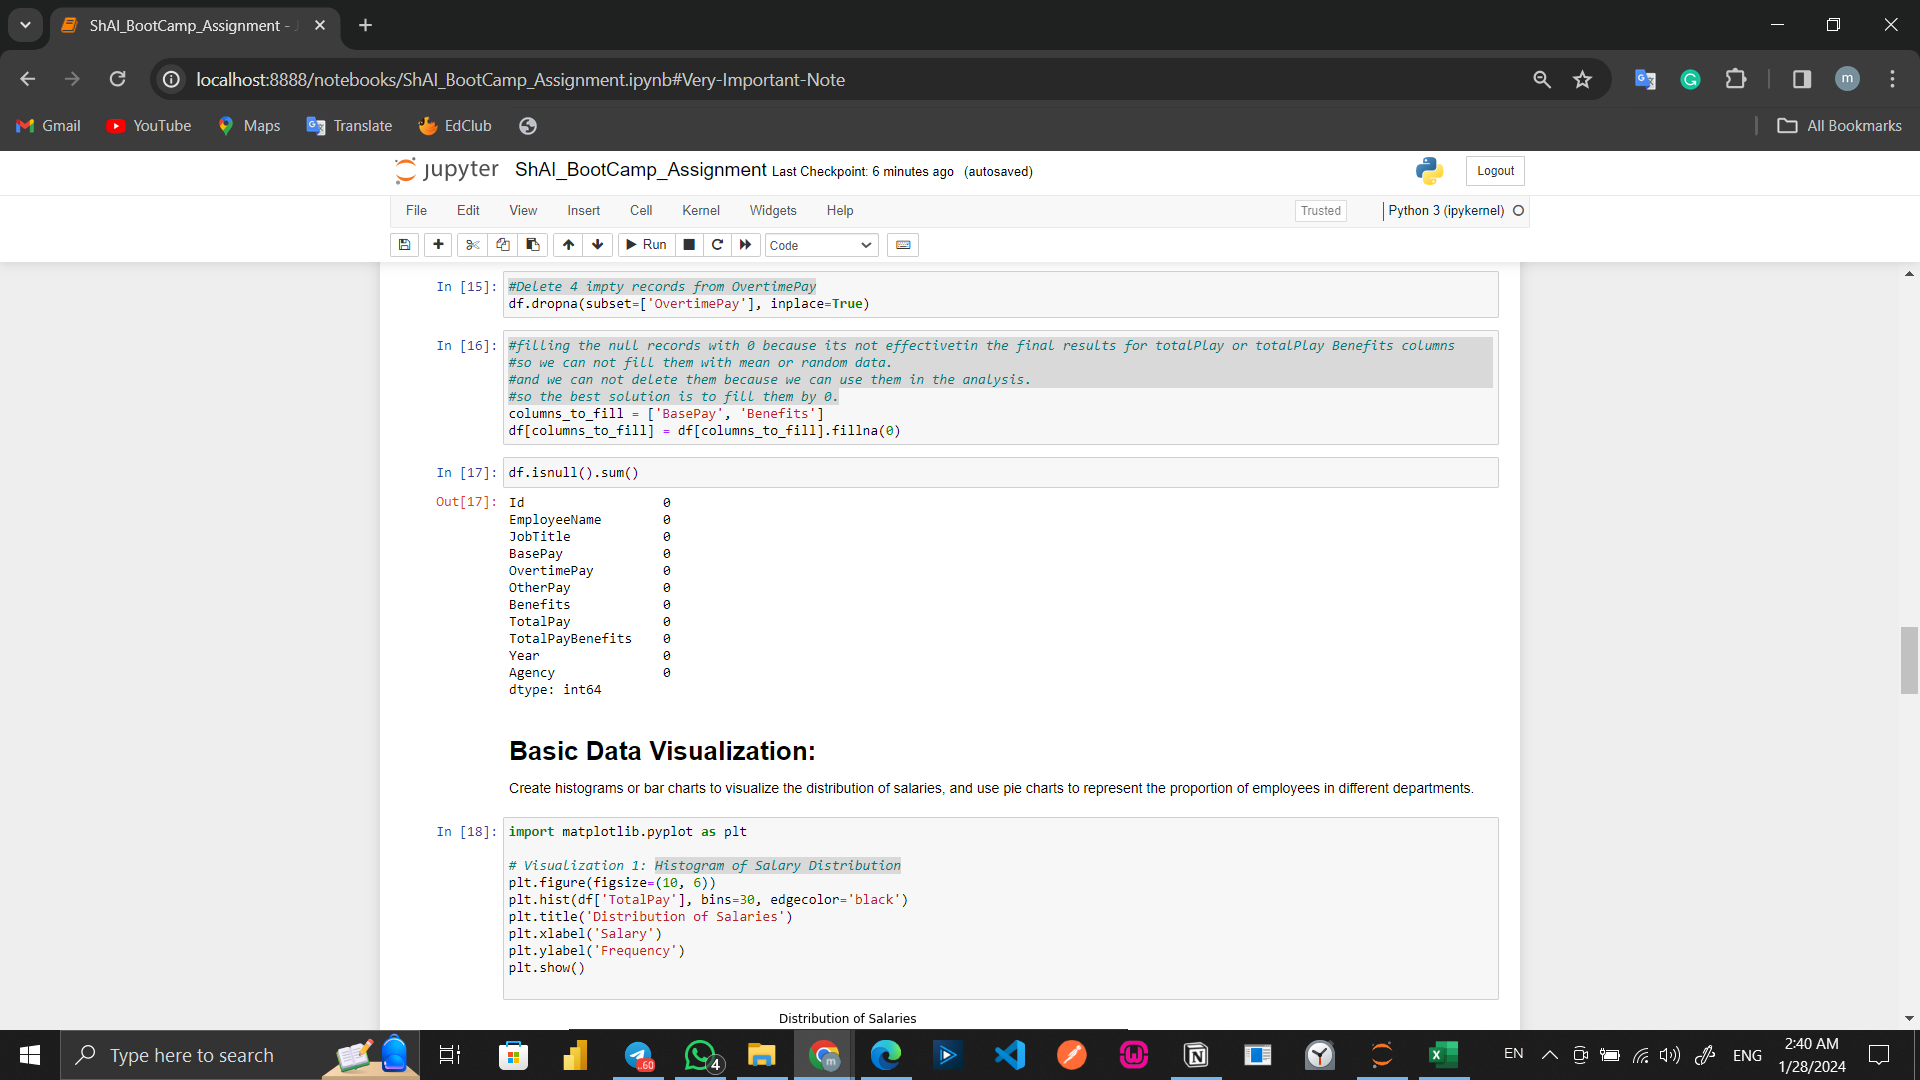 ShAI_BootCamp_Assignment - J
localhost:8888/notebooks/ShAI_BootCamp_Assignment.ipynb#Very-Important-Note
m
Gmail YouTube Maps Translate EdClub All Bookmarks
jupyter ShAI_BootCamp_Assignment Last Checkpoint: 6 minutes ago (autosaved) Logout
File Edit View Insert Cell Kernel Widgets Help Trusted Python 3 (ipykernel)
Run Code
In [15]: #Delete 4 impty records from OvertimePay
df.dropna(subset=['OvertimePay'], inplace=True)
In [16]: #filling the null records with 0 because its not effectivetin the final results for totalPlay or totalPlay Benefits columns
#so we can not fill them with mean or random data.
#and we can not delete them because we can use them in the analysis.
#so the best solution is to fill them by 0.
columns_to_fill = ['BasePay', 'Benefits']
df[columns_to_fill] = df[columns_to_fill].fillna(0)
In [17]: df.isnull().sum()
Out[17]: Id 0
EmployeeName 0
JobTitle 0
BasePay 0
OvertimePay 0
OtherPay 0
Benefits 0
TotalPay 0
TotalPayBenefits 0
Year 0
Agency 0
dtype: int64
Basic Data Visualization:
Create histograms or bar charts to visualize the distribution of salaries, and use pie charts to represent the proportion of employees in different departments.
In [18]: import matplotlib.pyplot as plt
# Visualization 1: Histogram of Salary Distribution
plt.figure(figsize=(10, 6))
plt.hist(df['TotalPay'], bins=30, edgecolor='black')
plt.title('Distribution of Salaries')
plt.xlabel('Salary')
plt.ylabel('Frequency')
plt.show()
Distribution of Salaries
Type here to search ..60 4 m EN ENG 2:40 AM
1/28/2024